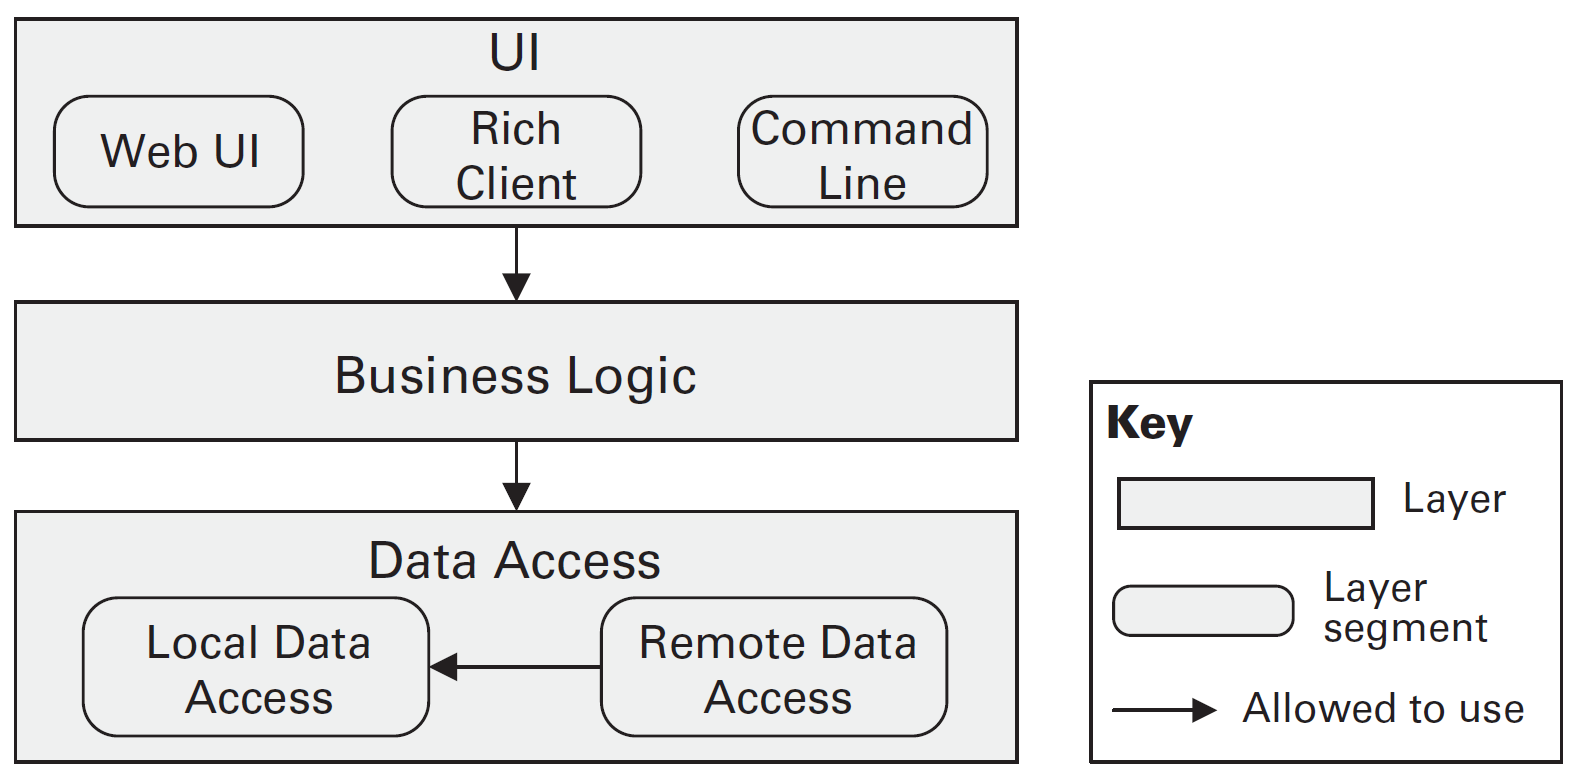 UI
Web UI
Rich
Client
Command
Line
Business Logic
Data Access
Local Data
Access
Remote Data
Access
Key
Layer
Layer
segment
Allowed to use